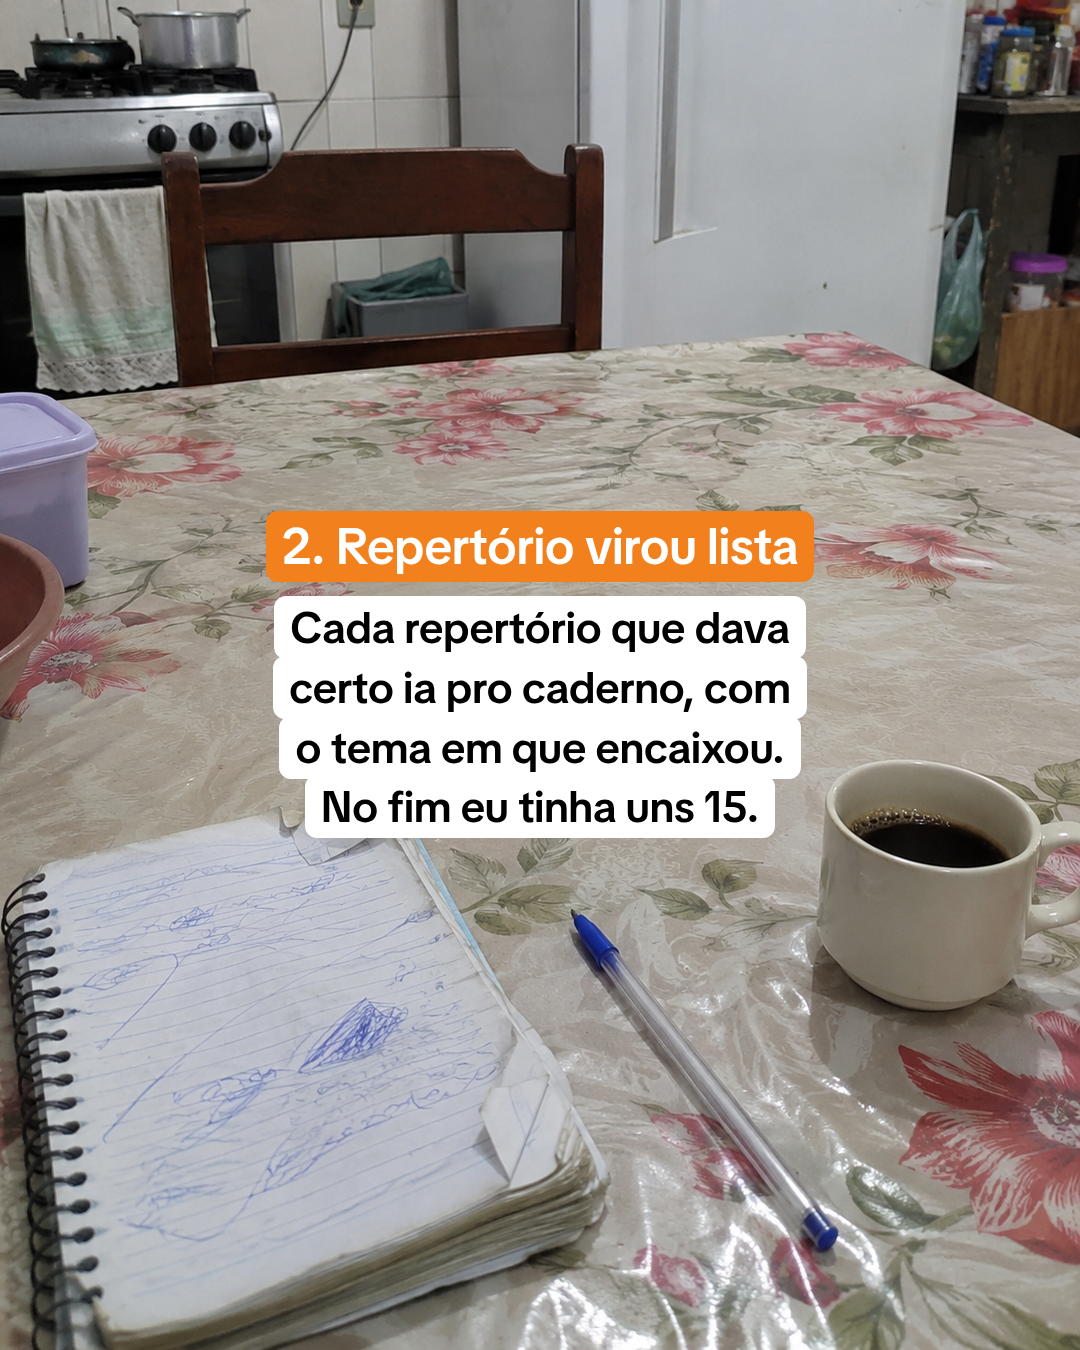 2. Repertório virou lista
Cada repertório que dava
certo ia pro caderno, com
o tema em que encaixou.
No fim eu tinha uns 15.